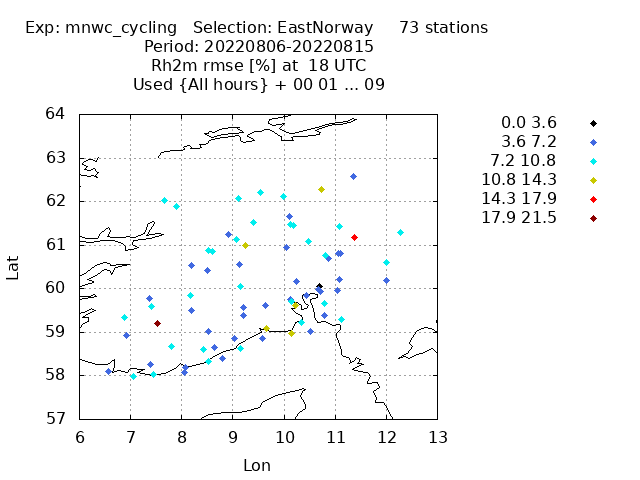 Exp: mnwc_cycling   Selection: EastNorway     73 stations
Period: 20220806-20220815
Rh2m rmse [%] at  18 UTC
Used {All hours} + 00 01 ... 09
0.0 3.6
3.6 7.2
7.2 10.8
10.8 14.3
14.3 17.9
17.9 21.5
64
63
62
61
60
59
58
57
Lat
6 7 8 9 10 11 12 13
Lon